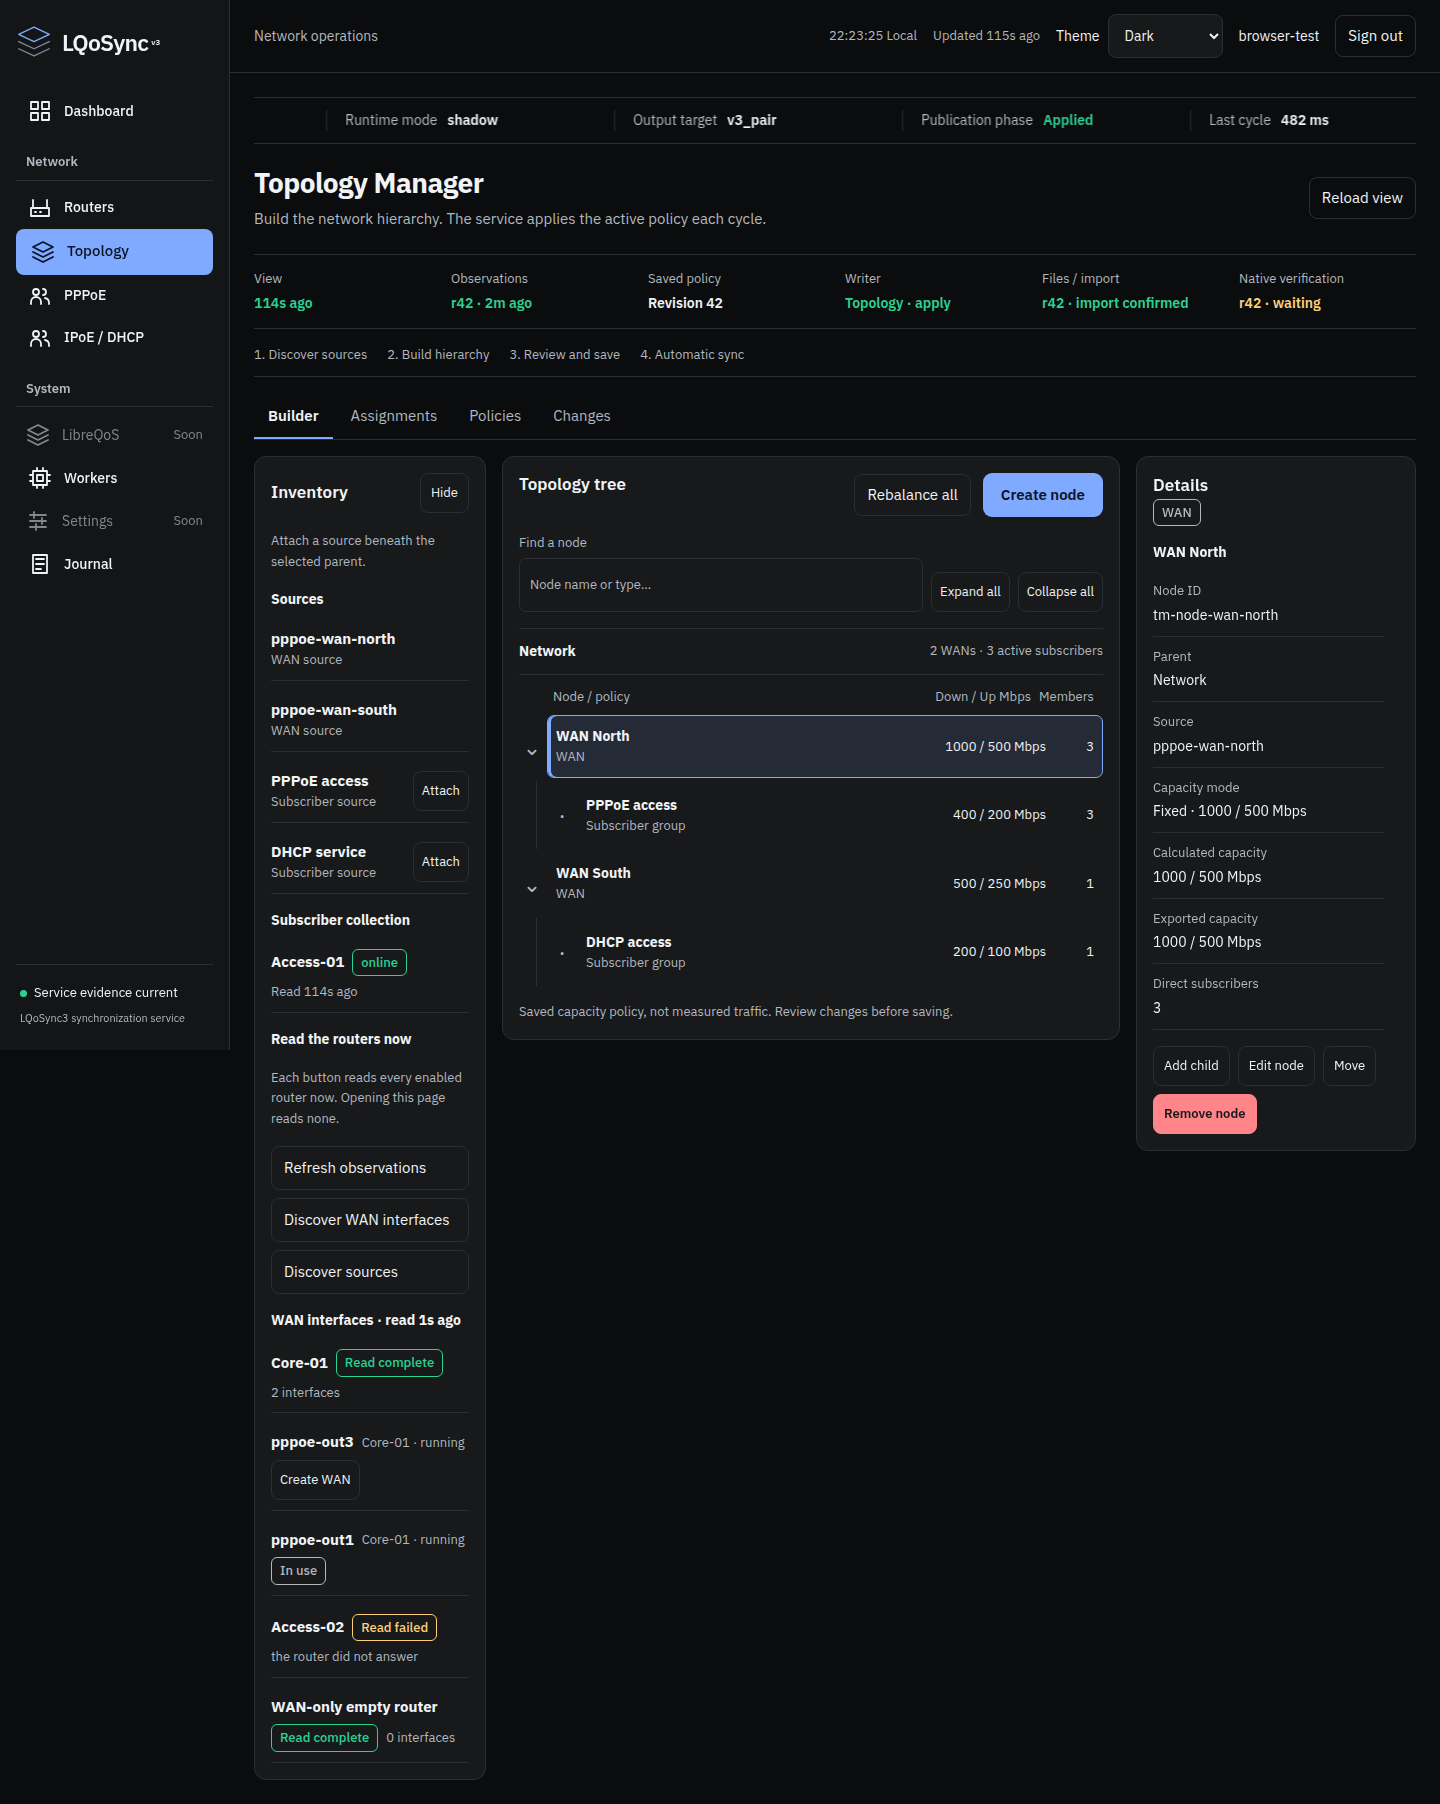 LQoSync v3
Dashboard
Network
Routers
Topology
PPPoE
IPoE / DHCP
System
LibreQoS Soon
Workers
Settings Soon
Journal
Service evidence current
LQoSync3 synchronization service
Network operations
22:23:25 Local Updated 115s ago Theme Dark browser-test Sign out
Runtime mode shadow Output target v3_pair Publication phase Applied Last cycle 482 ms
Topology Manager
Build the network hierarchy. The service applies the active policy each cycle.
Reload view
View Observations Saved policy Writer Files / import Native verification
114s ago r42 · 2m ago Revision 42 Topology · apply r42 · import confirmed r42 · waiting
1. Discover sources 2. Build hierarchy 3. Review and save 4. Automatic sync
Builder Assignments Policies Changes
Inventory Hide
Attach a source beneath the
selected parent.
Sources
pppoe-wan-north
WAN source
pppoe-wan-south
WAN source
PPPoE access
Subscriber source
Attach
DHCP service
Subscriber source
Attach
Subscriber collection
Access-01 online
Read 114s ago
Read the routers now
Each button reads every enabled
router now. Opening this page
reads none.
Refresh observations
Discover WAN interfaces
Discover sources
WAN interfaces · read 1s ago
Core-01 Read complete
2 interfaces
pppoe-out3 Core-01 · running
Create WAN
pppoe-out1 Core-01 · running
In use
Access-02 Read failed
the router did not answer
WAN-only empty router
Read complete 0 interfaces
Topology tree Rebalance all Create node
Find a node
Node name or type... Expand all Collapse all
Network 2 WANs · 3 active subscribers
Node / policy Down / Up Mbps Members
WAN North
WAN
1000 / 500 Mbps 3
PPPoE access
Subscriber group
400 / 200 Mbps 3
WAN South
WAN
500 / 250 Mbps 1
DHCP access
Subscriber group
200 / 100 Mbps 1
Saved capacity policy, not measured traffic. Review changes before saving.
Details
WAN
WAN North
Node ID
tm-node-wan-north
Parent
Network
Source
pppoe-wan-north
Capacity mode
Fixed · 1000 / 500 Mbps
Calculated capacity
1000 / 500 Mbps
Exported capacity
1000 / 500 Mbps
Direct subscribers
3
Add child Edit node Move
Remove node